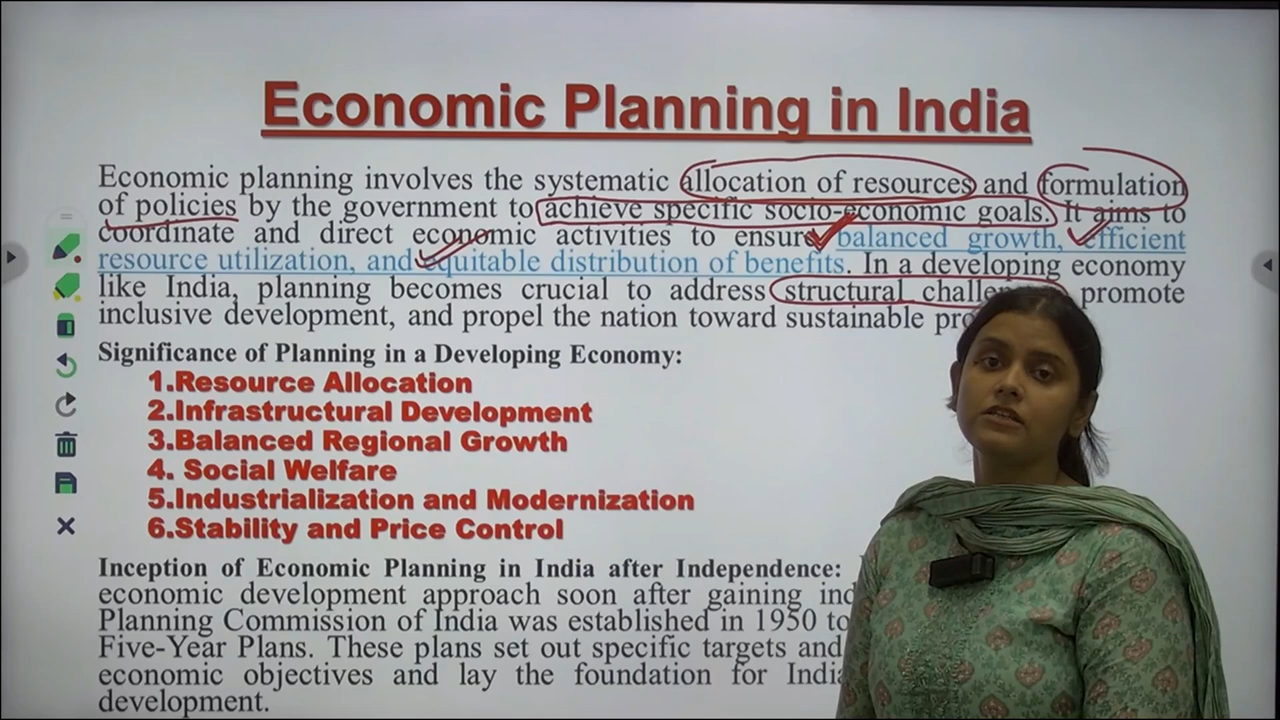 Economic Planning in India
Economic planning involves the systematic allocation of resources and formulation
of policies by the government to achieve specific socio-economic goals. It aims to
coordinate and direct economic activities to ensure balanced growth, efficient
resource utilization, and equitable distribution of benefits. In a developing economy
like India, planning becomes crucial to address structural promote
inclusive development, and propel the nation toward sustainable
Significance of Planning in a Developing Economy:
1.Resource Allocation
2.Infrastructural Development
3.Balanced Regional Growth
4. Social Welfare
5.Industrialization and Modernization
6.Stability and Price Control
Inception of Economic Planning in India after Independence:
economic development approach soon after gaining
Planning Commission of India was established in 1950 to
Five-Year Plans. These plans set out specific targets and
economic objectives and lay the foundation for
development.